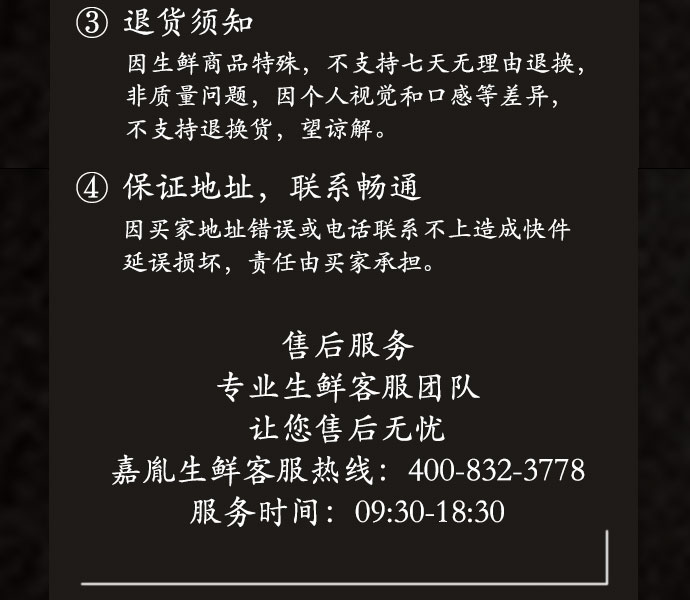 ③ 退货须知
因生鲜商品特殊，不支持七天无理由退换，
非质量问题，因个人视觉和口感等差异，
不支持退换货，望谅解。
④ 保证地址，联系畅通
因买家地址错误或电话联系不上造成快件
延误损坏，责任由买家承担。
售后服务
专业生鲜客服团队
让您售后无忧
嘉胤生鲜客服热线：400-832-3778
服务时间：09:30-18:30